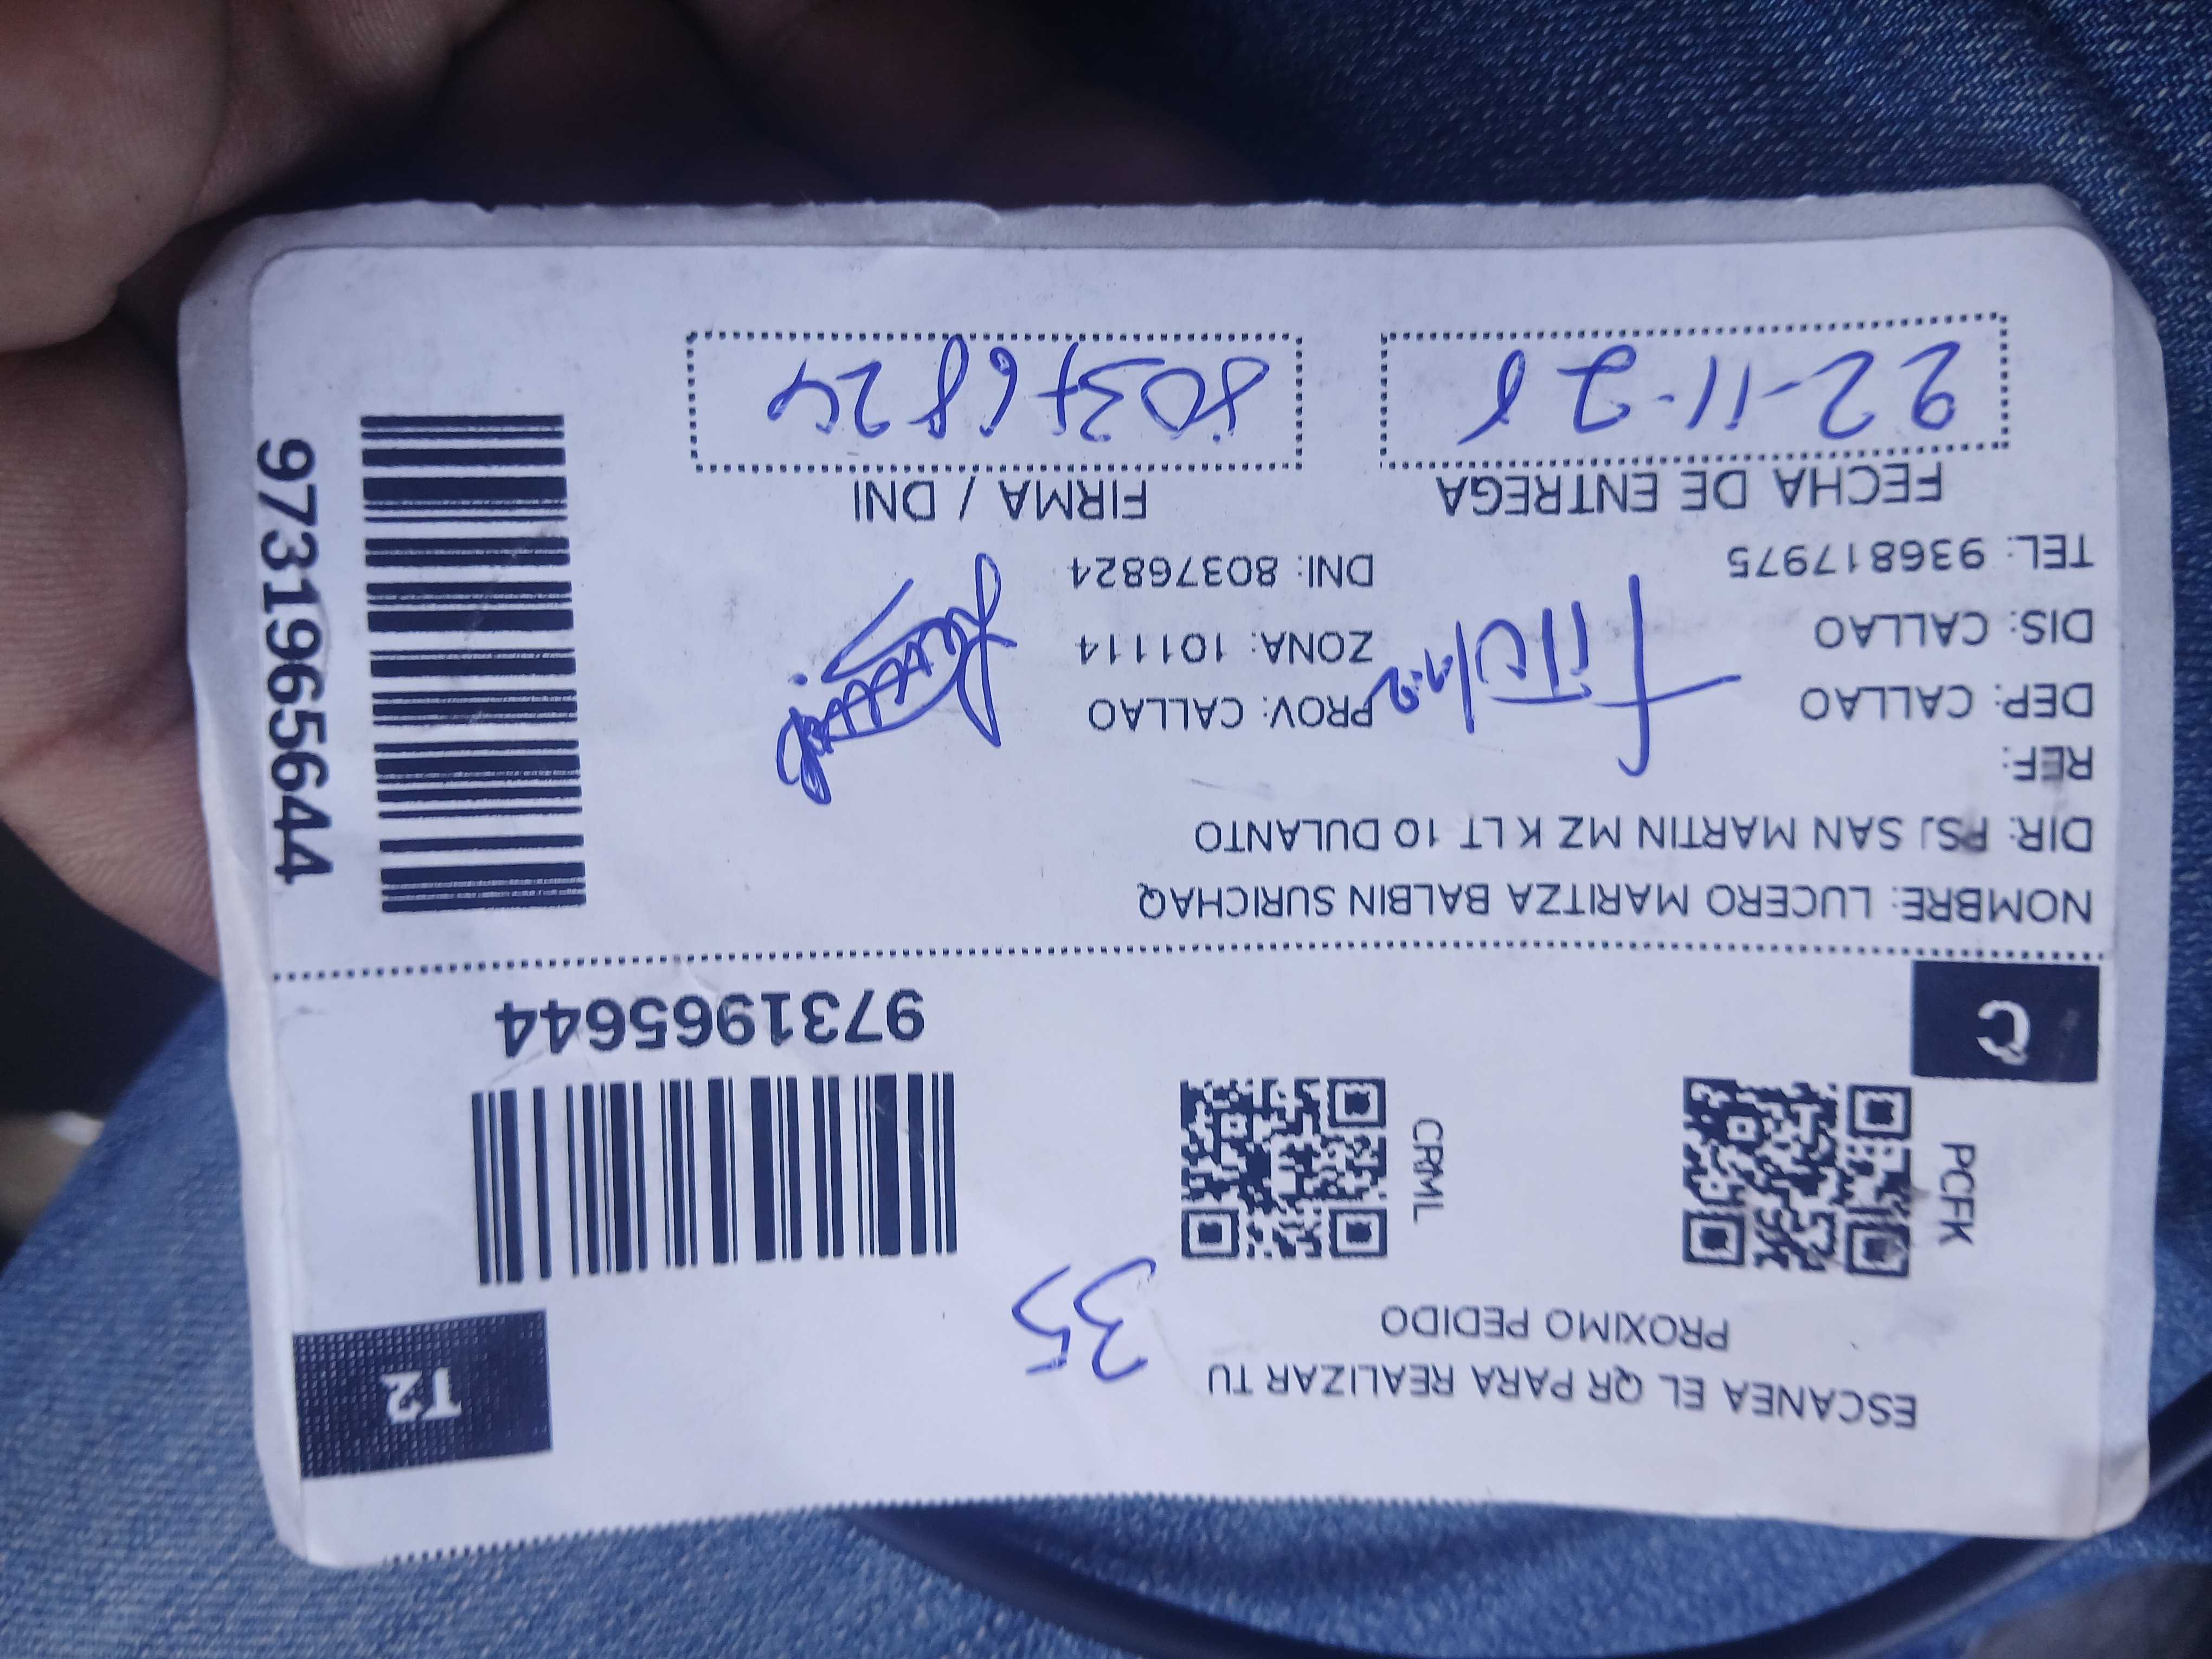 ESCANEA EL QR PARA REALIZAR TU
PROXIMO PEDIDO
T2
35
PCFK
CRML
9731965644
C
NOMBRE: LUCERO MARITZA BALBIN SURICHAQ
DIR: PSJ SAN MARTIN MZ K LT 10 DULANTO
REF:
DEP: CALLAO PROV: CALLAO
DIS: CALLAO ZONA: 101114
TEL: 936817975 DNI: 80376824
FECHA DE ENTREGA FIRMA / DNI
22-11-25 80376824
9731965644